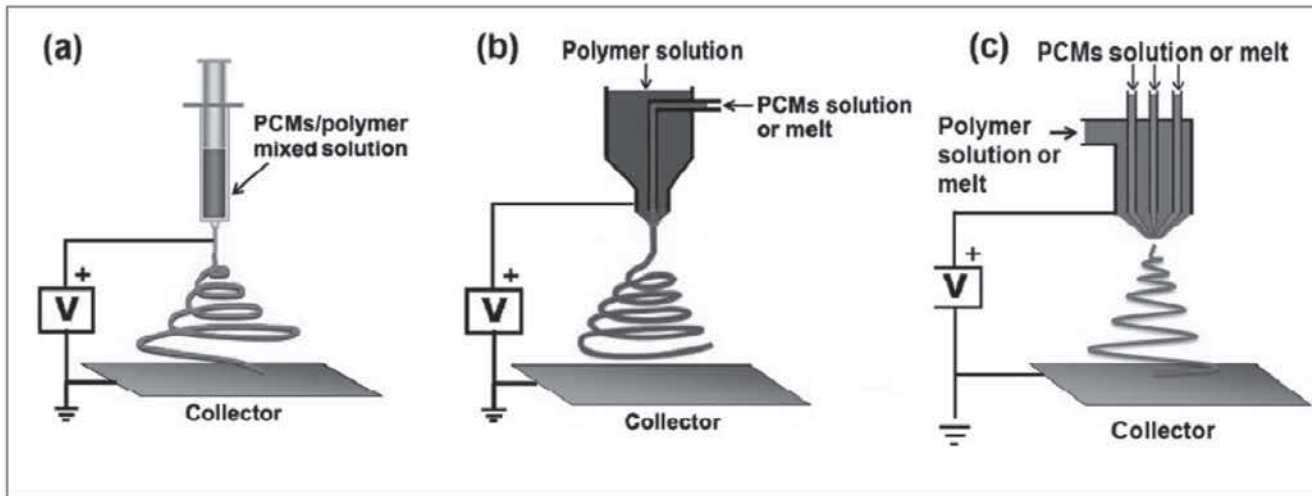 (a)
PCMs/polymer
mixed solution
+
V
Collector
(b)
Polymer solution
PCMs solution
or melt
+
V
Collector
(c)
PCMs solution or melt
Polymer
solution or
melt
+
V
Collector